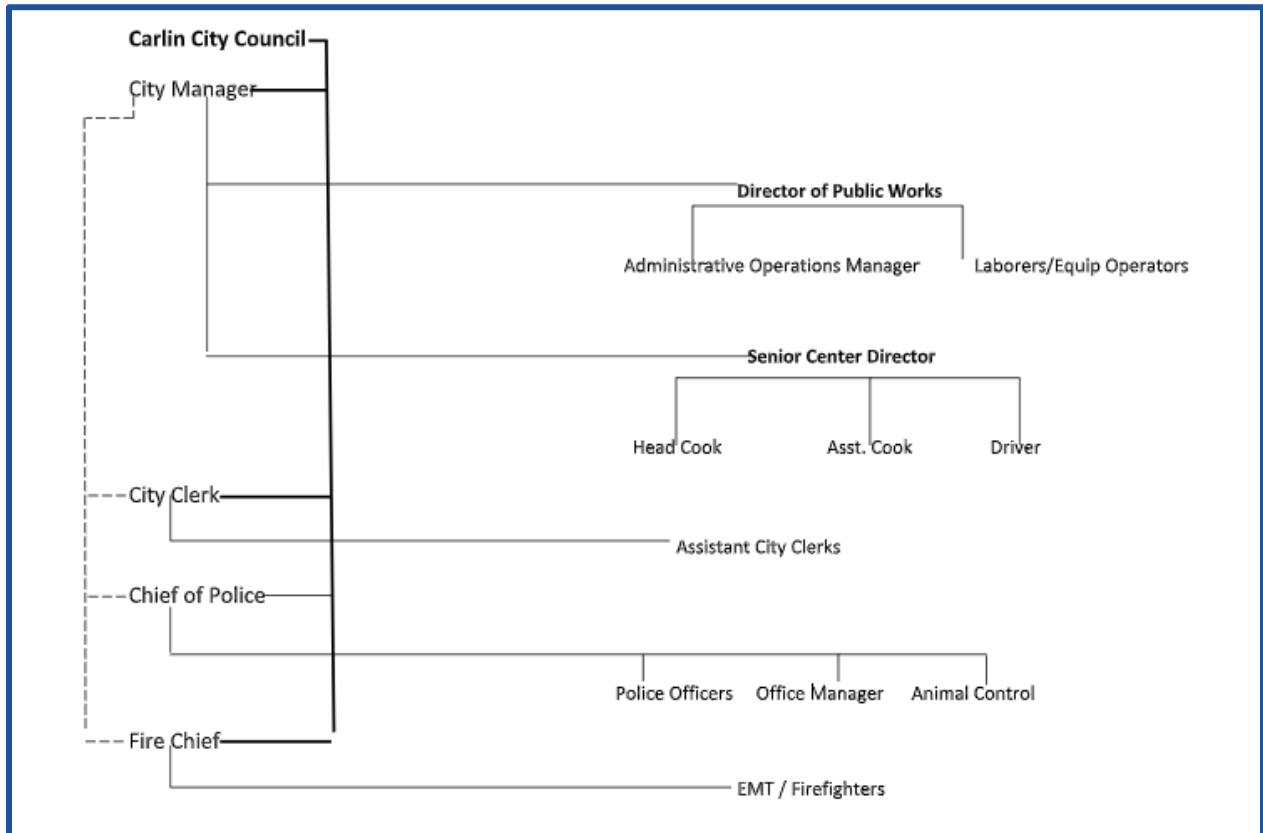 Carlin City Council
City Manager
Director of Public Works
Administrative Operations Manager
Laborers/Equip Operators
Senior Center Director
Head Cook
Asst. Cook
Driver
City Clerk
Assistant City Clerks
Chief of Police
Police Officers
Office Manager
Animal Control
Fire Chief
EMT / Firefighters